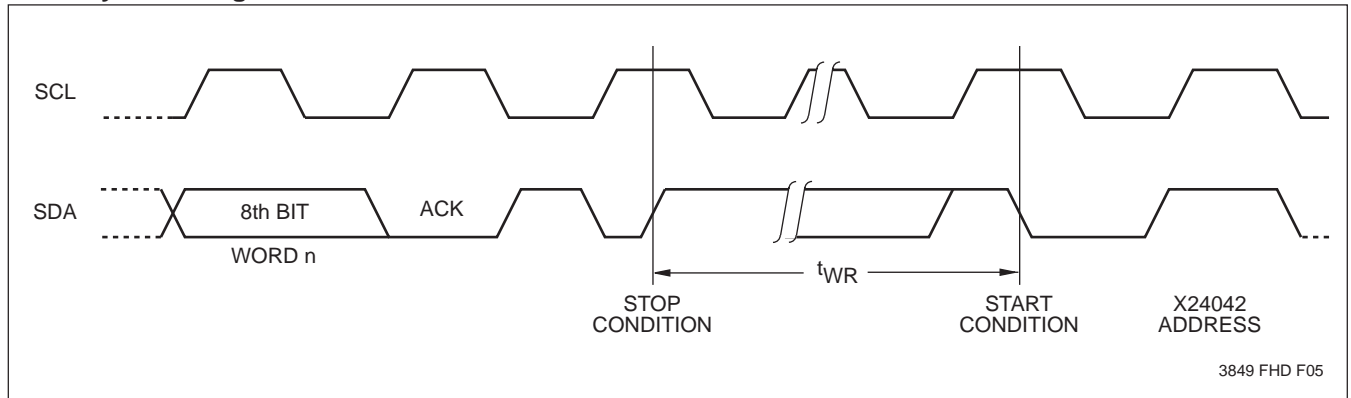 SCL
SDA
8th BIT
ACK
WORD n
tWR
STOP
CONDITION
START
CONDITION
X24042
ADDRESS
3849 FHD F05